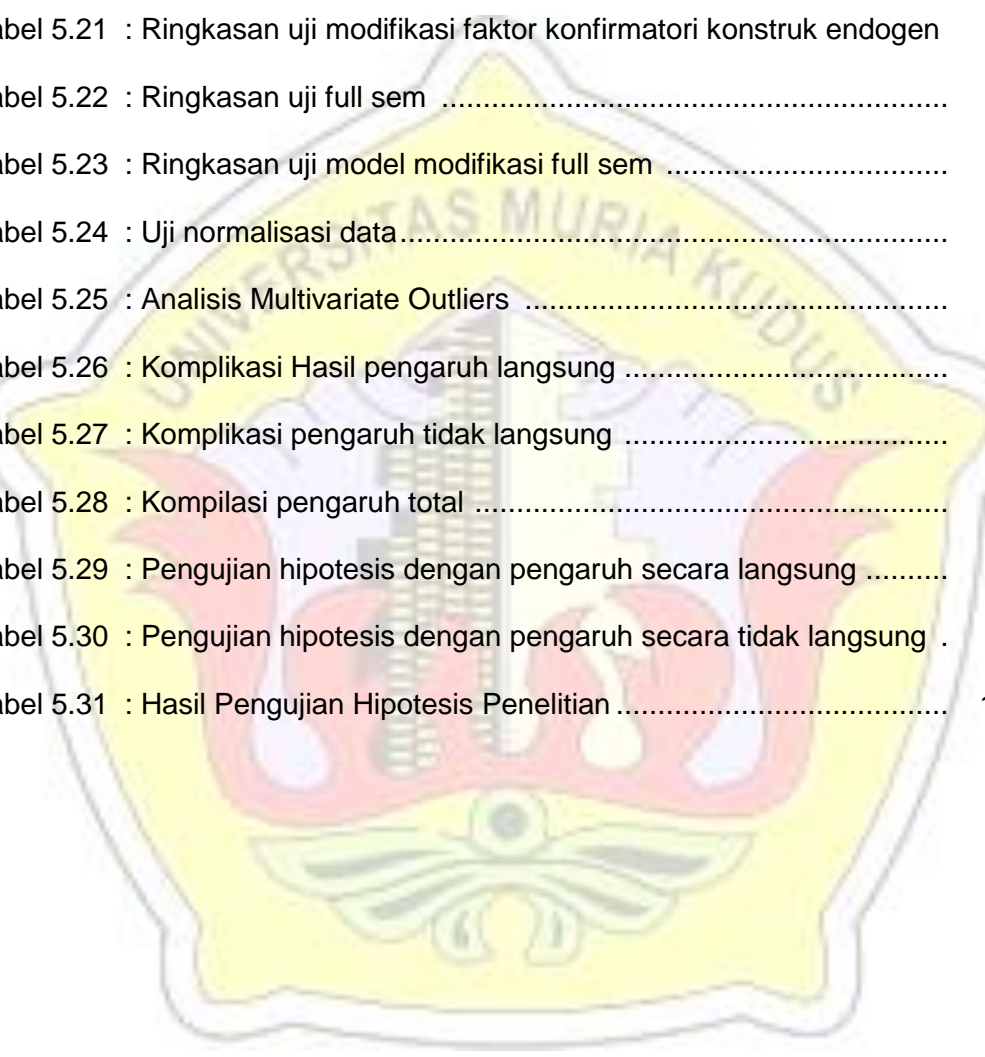 abel 5.21 : Ringkasan uji modifikasi faktor konfirmatori konstruk endogen
abel 5.22 : Ringkasan uji full sem ...................................................
abel 5.23 : Ringkasan uji model modifikasi full sem ............................
abel 5.24 : Uji normalisasi data.......................................................
abel 5.25 : Analisis Multivariate Outliers ..........................................
abel 5.26 : Komplikasi Hasil pengaruh langsung ................................
abel 5.27 : Komplikasi pengaruh tidak langsung .................................
abel 5.28 : Kompilasi pengaruh total ...............................................
abel 5.29 : Pengujian hipotesis dengan pengaruh secara langsung ..........
abel 5.30 : Pengujian hipotesis dengan pengaruh secara tidak langsung .
abel 5.31 : Hasil Pengujian Hipotesis Penelitian .................................
UNIVERSITAS MURIA KUDUS